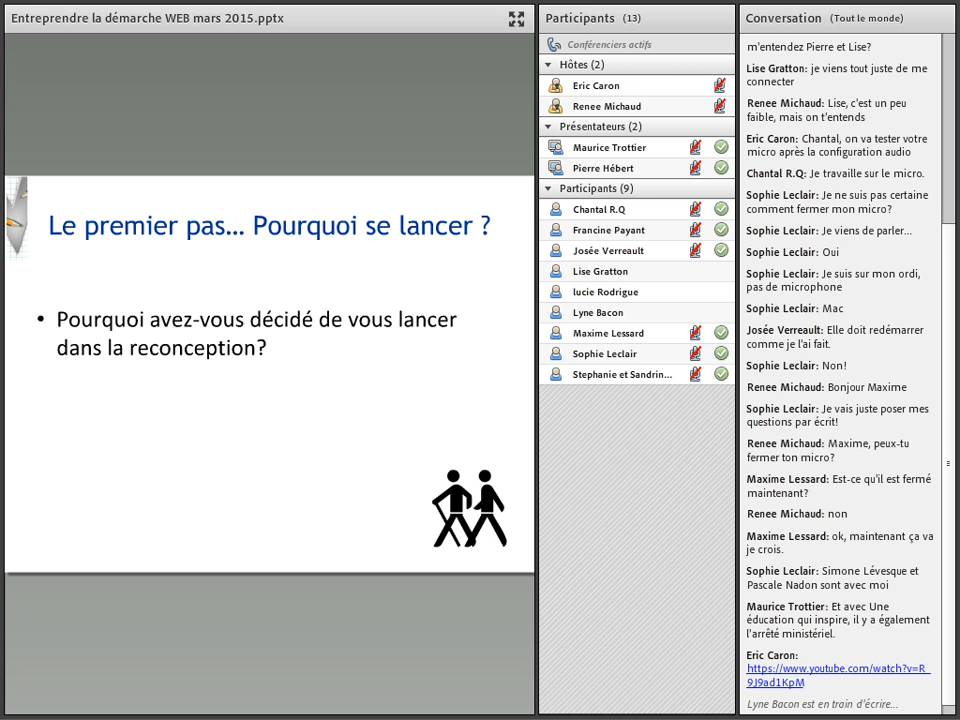 Entreprendre la démarche WEB mars 2015.pptx
Le premier pas... Pourquoi se lancer ?
• Pourquoi avez-vous décidé de vous lancer
dans la reconception?
Participants (13)
Conférenciers actifs
Hôtes (2)
Eric Caron
Renee Michaud
Présentateurs (2)
Maurice Trottier
Pierre Hébert
Participants (9)
Chantal R.Q
Francine Payant
Josée Verreault
Lise Gratton
lucie Rodrigue
Lyne Bacon
Maxime Lessard
Sophie Leclair
Stephanie et Sandrin...
Conversation (Tout le monde)
m'entendez Pierre et Lise?
Lise Gratton: je viens tout juste de me
connecter
Renee Michaud: Lise, c'est un peu
faible, mais on t'entends
Eric Caron: Chantal, on va tester votre
micro après la configuration audio
Chantal R.Q: Je travaille sur le micro.
Sophie Leclair: Je ne suis pas certaine
comment fermer mon micro?
Sophie Leclair: Je viens de parler...
Sophie Leclair: Oui
Sophie Leclair: Je suis sur mon ordi,
pas de microphone
Sophie Leclair: Mac
Josée Verreault: Elle doit redémarrer
comme je l'ai fait.
Sophie Leclair: Non!
Renee Michaud: Bonjour Maxime
Sophie Leclair: Je vais juste poser mes
questions par écrit!
Renee Michaud: Maxime, peux-tu
fermer ton micro?
Maxime Lessard: Est-ce qu'il est fermé
maintenant?
Renee Michaud: non
Maxime Lessard: ok, maintenant ça va
je crois.
Sophie Leclair: Simone Lévesque et
Pascale Nadon sont avec moi
Maurice Trottier: Et avec Une
éducation qui inspire, il y a également
l'arrêté ministériel.
Eric Caron:
https://www.youtube.com/watch?v=R_
9J9ad1KpM
Lyne Bacon est en train d'écrire...